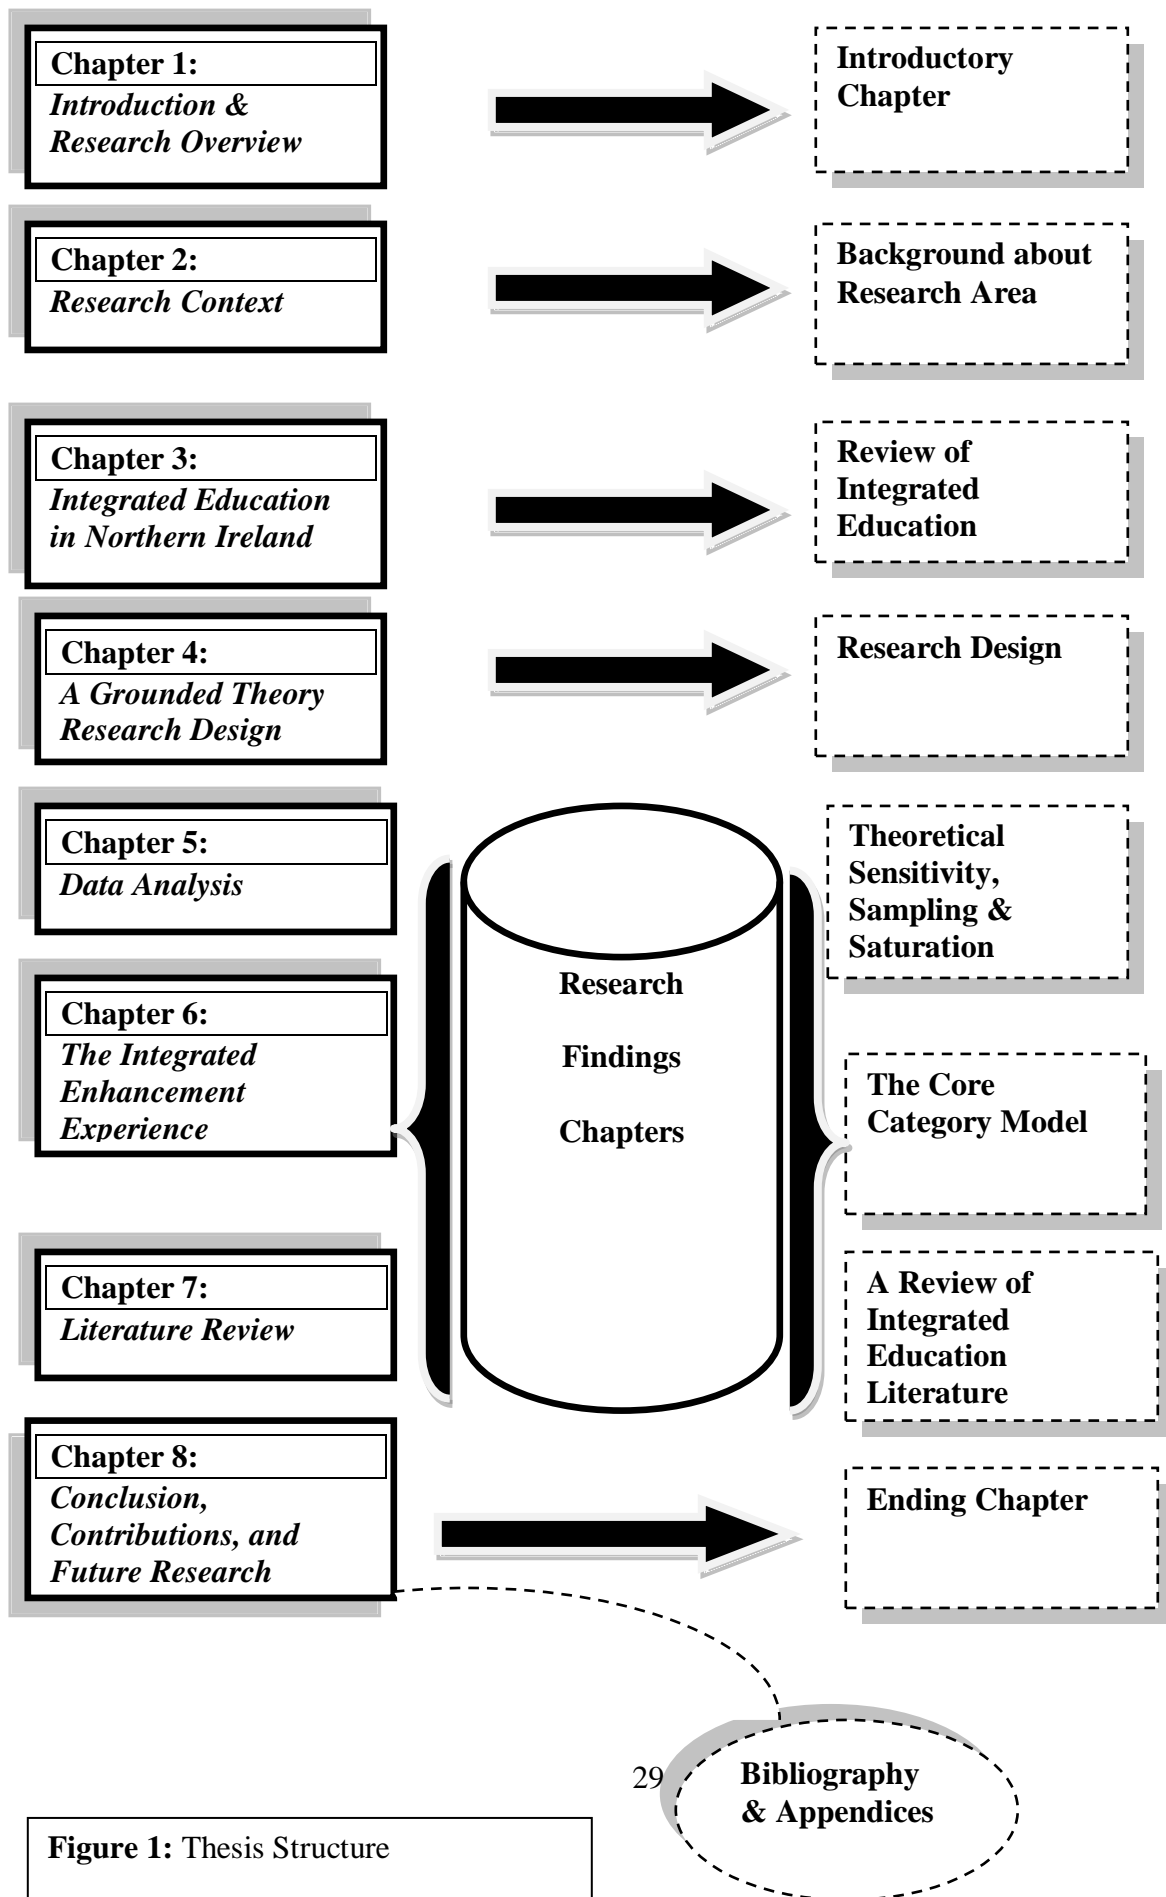 Chapter 1:
Introduction &
Research Overview
Introductory
Chapter
Chapter 2:
Research Context
Background about
Research Area
Chapter 3:
Integrated Education
in Northern Ireland
Review of
Integrated
Education
Chapter 4:
A Grounded Theory
Research Design
Research Design
Chapter 5:
Data Analysis
Theoretical
Sensitivity,
Sampling &
Saturation
Research
Findings
Chapters
Chapter 6:
The Integrated
Enhancement
Experience
The Core
Category Model
Chapter 7:
Literature Review
A Review of
Integrated
Education
Literature
Chapter 8:
Conclusion,
Contributions, and
Future Research
Ending Chapter
Bibliography
& Appendices
29
Figure 1: Thesis Structure